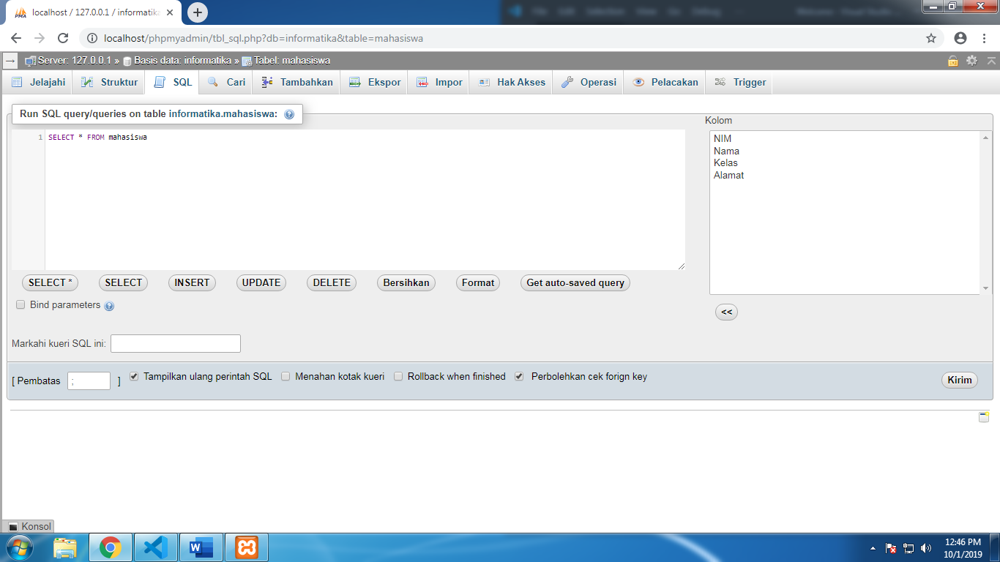 localhost / 127.0.0.1 / informatika
localhost/phpmyadmin/tbl_sql.php?db=informatika&table=mahasiswa
Server: 127.0.0.1 » Basis data: informatika » Tabel: mahasiswa
Jelajahi Struktur SQL Cari Tambahkan Ekspor Impor Hak Akses Operasi Pelacakan Trigger
Run SQL query/queries on table informatika.mahasiswa:
Kolom
1 SELECT * FROM mahasiswa
NIM
Nama
Kelas
Alamat
SELECT * SELECT INSERT UPDATE DELETE Bersihkan Format Get auto-saved query
Bind parameters
<<
Markahi kueri SQL ini:
[ Pembatas ; ] Tampilkan ulang perintah SQL Menahan kotak kueri Rollback when finished Perbolehkan cek forign key
Kirim
Konsol
12:46 PM
10/1/2019